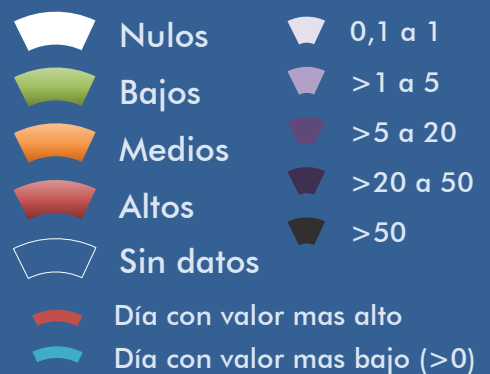 Nulos
Bajos
Medios
Altos
Sin datos
0,1 a 1
>1 a 5
>5 a 20
>20 a 50
>50
Día con valor mas alto
Día con valor mas bajo (>0)